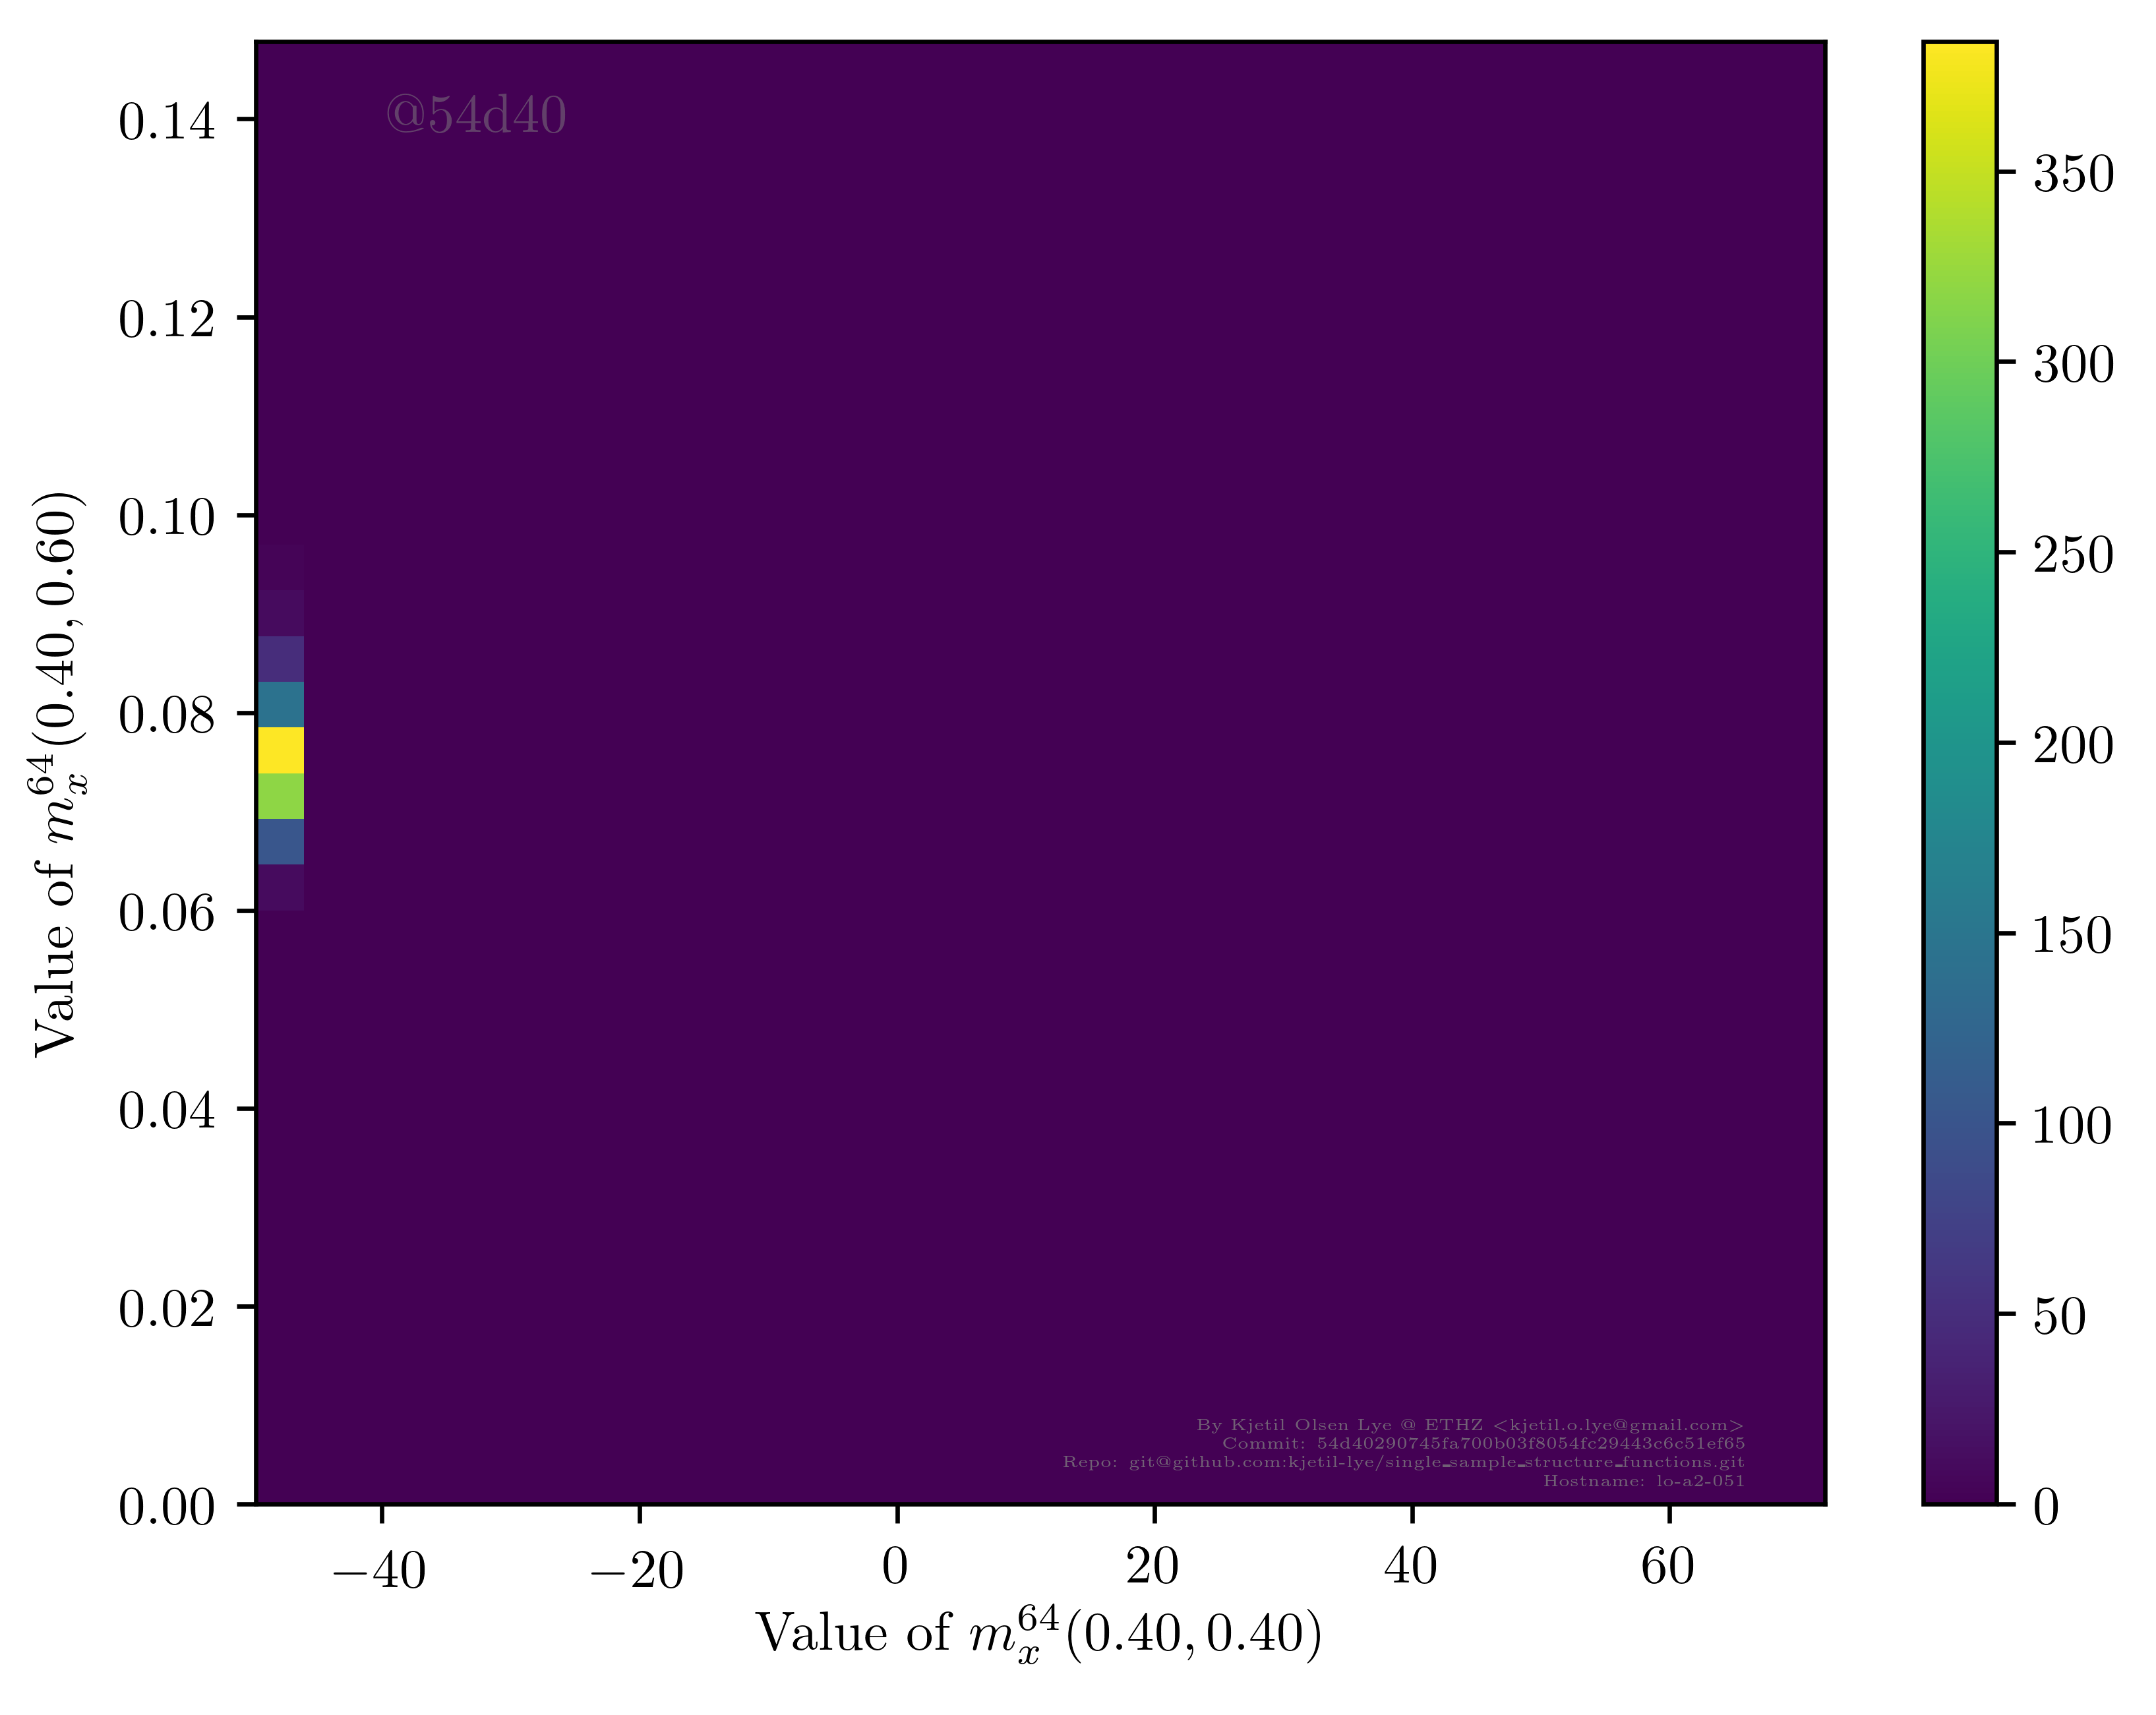 @54d40
0.14
0.12
0.10
0.08
0.06
0.04
0.02
0.00
Value of $m_x^{64}(0.40, 0.60)$
−40 −20 0 20 40 60
Value of $m_x^{64}(0.40, 0.40)$
350
300
250
200
150
100
50
0
By Kjetil Olsen Lye @ ETHZ <kjetil.o.lye@gmail.com>
Commit: 54d40290745fa700b03f8054fc29443c6c51ef65
Repo: git@github.com:kjetil-lye/single_sample_structure_functions.git
Hostname: lo-a2-051